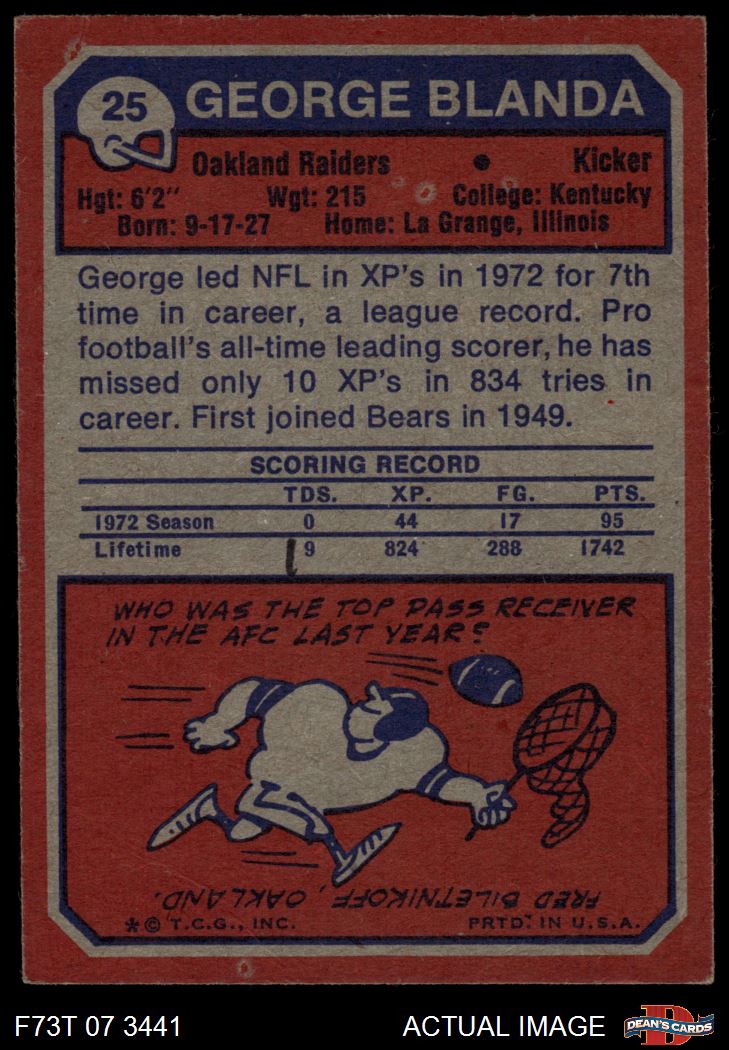 25 GEORGE BLANDA
Oakland Raiders • Kicker
Hgt: 6'2" Wgt: 215 College: Kentucky
Born: 9-17-27 Home: La Grange, Illinois
George led NFL in XP's in 1972 for 7th
time in career, a league record. Pro
football's all-time leading scorer, he has
missed only 10 XP's in 834 tries in
career. First joined Bears in 1949.
SCORING RECORD
TDS. XP. FG. PTS.
1972 Season 0 44 17 95
Lifetime 9 824 288 1742
WHO WAS THE TOP PASS RECEIVER
IN THE AFC LAST YEAR?
FRED BILETNIKOFF, OAKLAND.
*© T.C.G., INC. PRTD. IN U.S.A.
F73T 07 3441 ACTUAL IMAGE DEAN'S CARDS